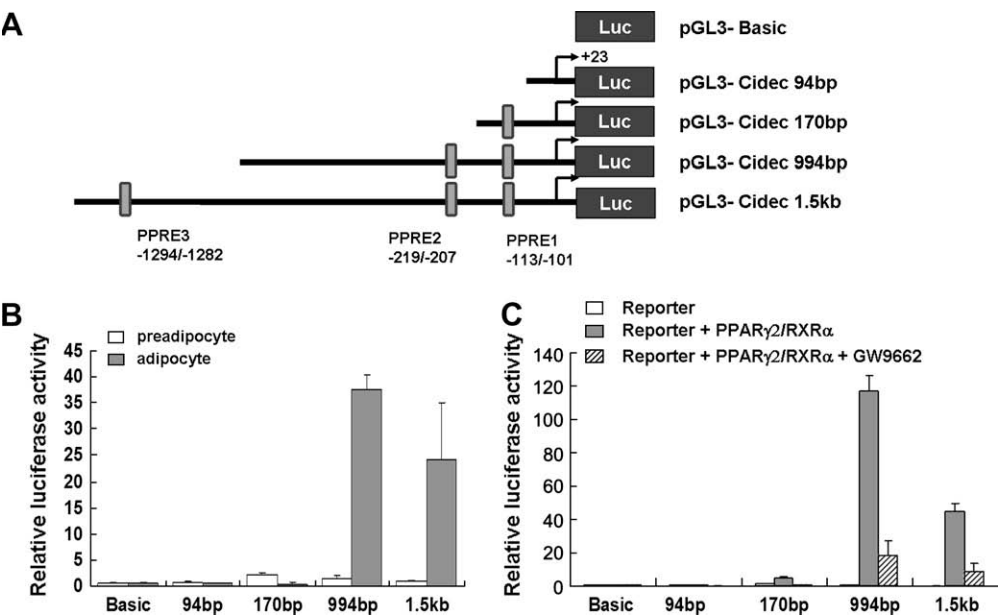 A
Luc pGL3- Basic
+23
Luc pGL3- Cidec 94bp
Luc pGL3- Cidec 170bp
Luc pGL3- Cidec 994bp
Luc pGL3- Cidec 1.5kb
PPRE3 PPRE2 PPRE1
-1294/-1282 -219/-207 -113/-101
B
preadipocyte
adipocyte
Relative luciferase activity
45
40
35
30
25
20
15
10
5
0
Basic 94bp 170bp 994bp 1.5kb
C
Reporter
Reporter + PPARγ2/RXRα
Reporter + PPARγ2/RXRα + GW9662
Relative luciferase activity
140
120
100
80
60
40
20
0
Basic 94bp 170bp 994bp 1.5kb